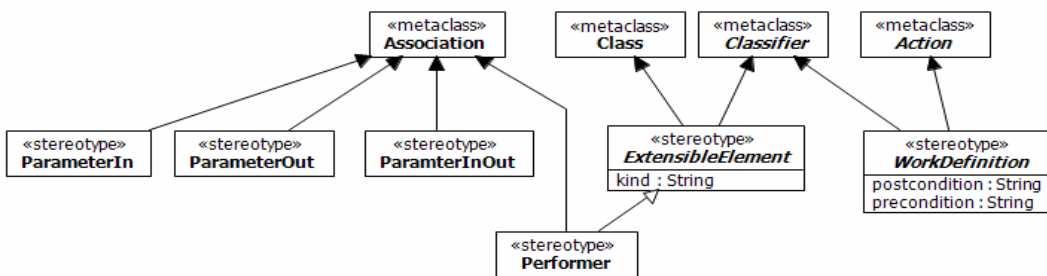 «metaclass»
Association
«metaclass»
Class
«metaclass»
Classifier
«metaclass»
Action
«stereotype»
ParameterIn
«stereotype»
ParameterOut
«stereotype»
ParamterInOut
«stereotype»
ExtensibleElement
kind : String
«stereotype»
WorkDefinition
postcondition : String
precondition : String
«stereotype»
Performer